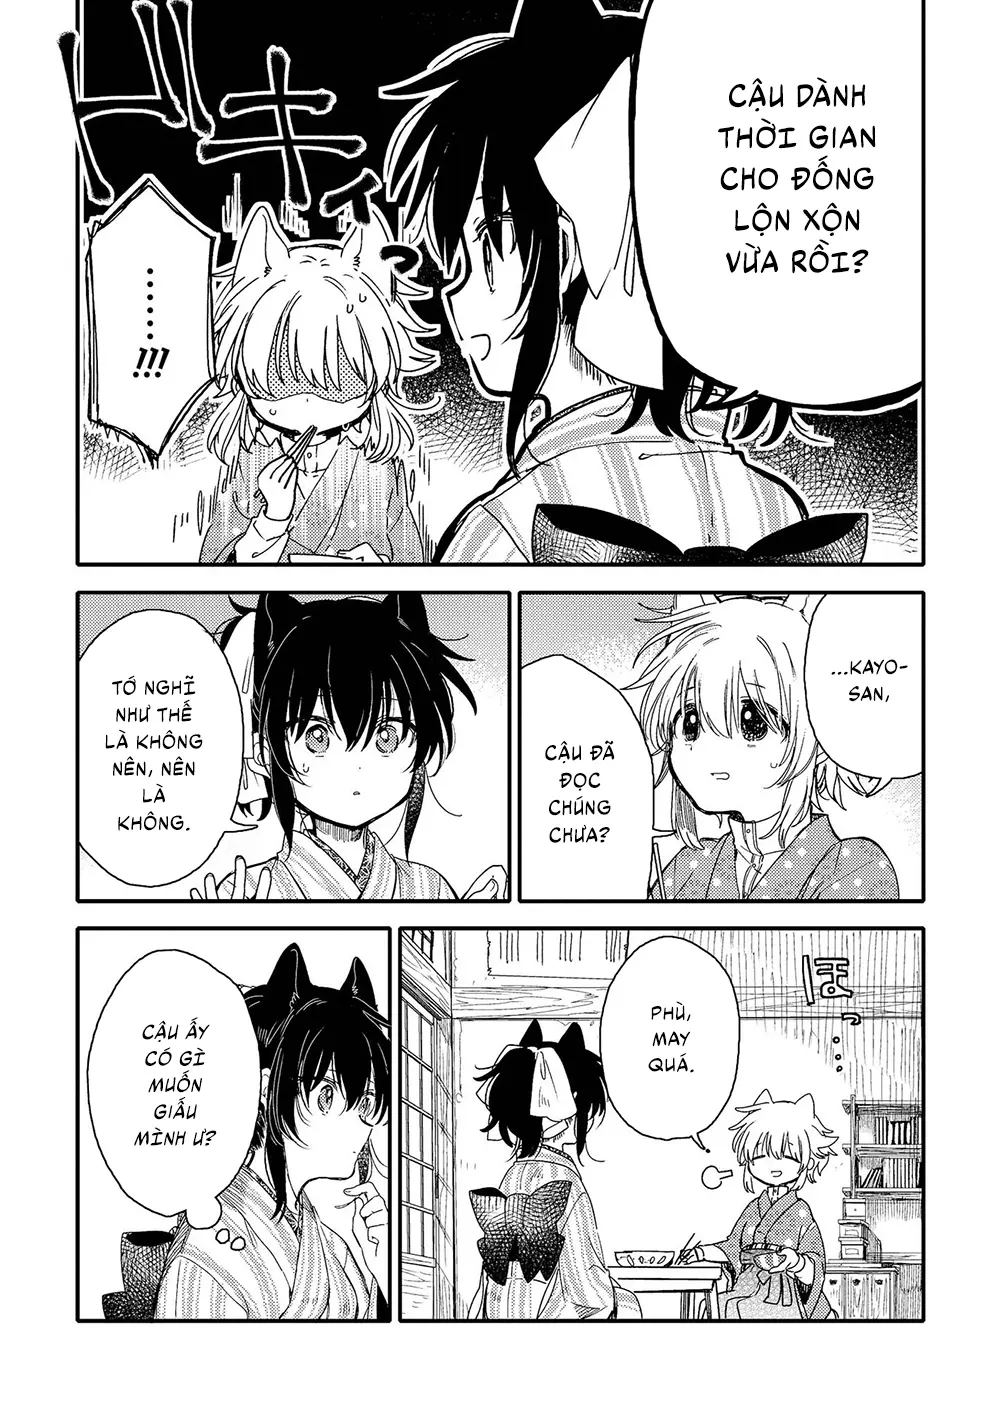 CẬU DÀNH
THỜI GIAN
CHO ĐỐNG
LỘN XỘN
VỪA RỒI?
ドキィッ
......!!!
...KAYO-
SAN,
CẬU ĐÃ
ĐỌC
CHÚNG
CHƯA?
TỚ NGHĨ
NHƯ THẾ
LÀ KHÔNG
NÊN, NÊN
LÀ
KHÔNG.
PHÙ,
MAY
QUÁ.
ほっ...
CẬU ẤY
CÓ GÌ
MUỐN
GIẤU
MÌNH Ư?